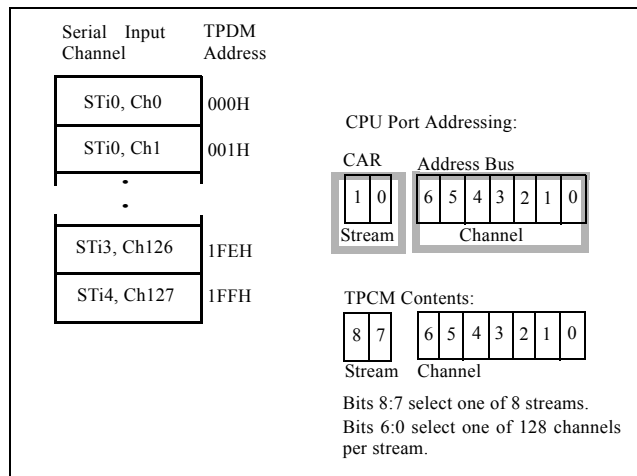 Serial Input Channel
TPDM Address
STi0, Ch0
000H
STi0, Ch1
001H
STi3, Ch126
1FEH
STi4, Ch127
1FFH
CPU Port Addressing:
CAR
Address Bus
1 0
6 5 4 3 2 1 0
Stream
Channel
TPCM Contents:
8 7
6 5 4 3 2 1 0
Stream
Channel
Bits 8:7 select one of 8 streams.
Bits 6:0 select one of 128 channels
per stream.